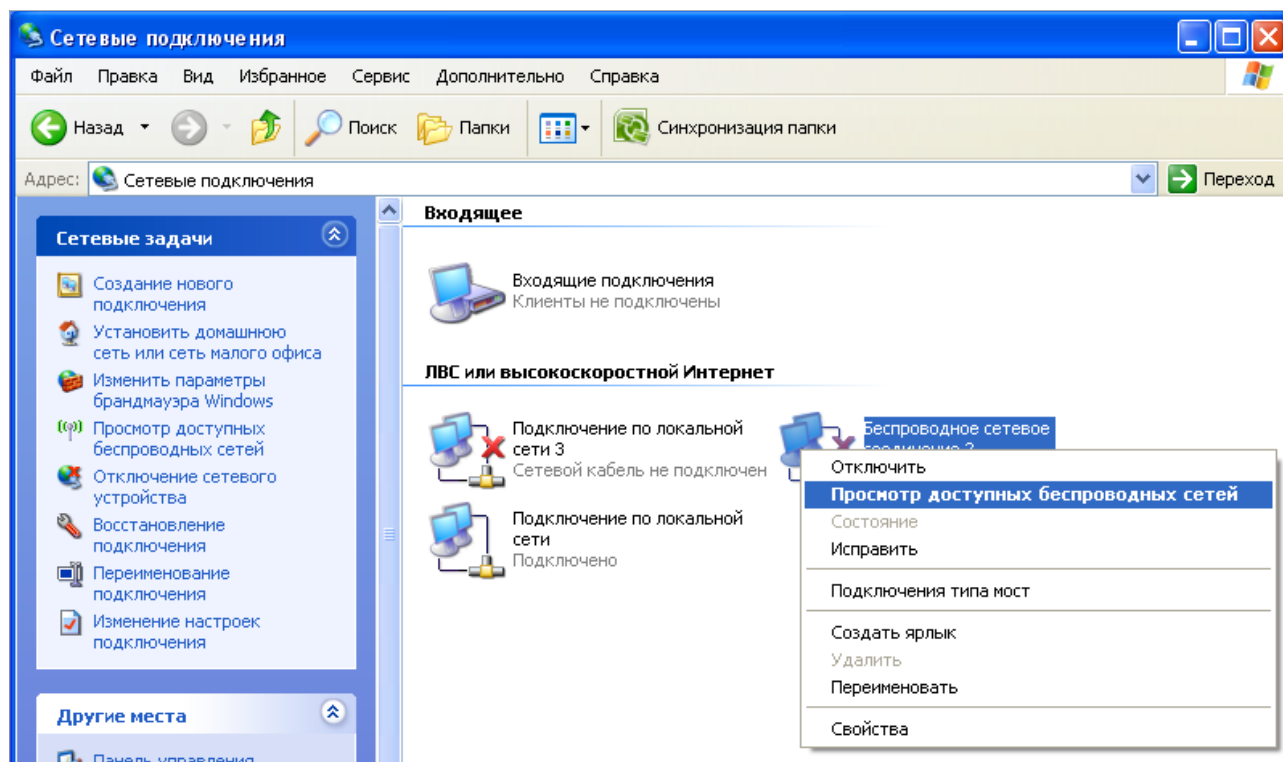 Сетевые подключения
Файл Правка Вид Избранное Сервис Дополнительно Справка
Назад Поиск Папки Синхронизация папки
Адрес: Сетевые подключения Переход
Сетевые задачи
Создание нового
подключения
Установить домашнюю
сеть или сеть малого офиса
Изменить параметры
брандмауэра Windows
Просмотр доступных
беспроводных сетей
Отключение сетевого
устройства
Восстановление
подключения
Переименование
подключения
Изменение настроек
подключения
Другие места
Панель управления
Входящее
Входящие подключения
Клиенты не подключены
ЛВС или высокоскоростной Интернет
Подключение по локальной
сети 3
Сетевой кабель не подключен
Подключение по локальной
сети
Подключено
Беспроводное сетевое
соединение 2
Отключить
Просмотр доступных беспроводных сетей
Состояние
Исправить
Подключения типа мост
Создать ярлык
Удалить
Переименовать
Свойства